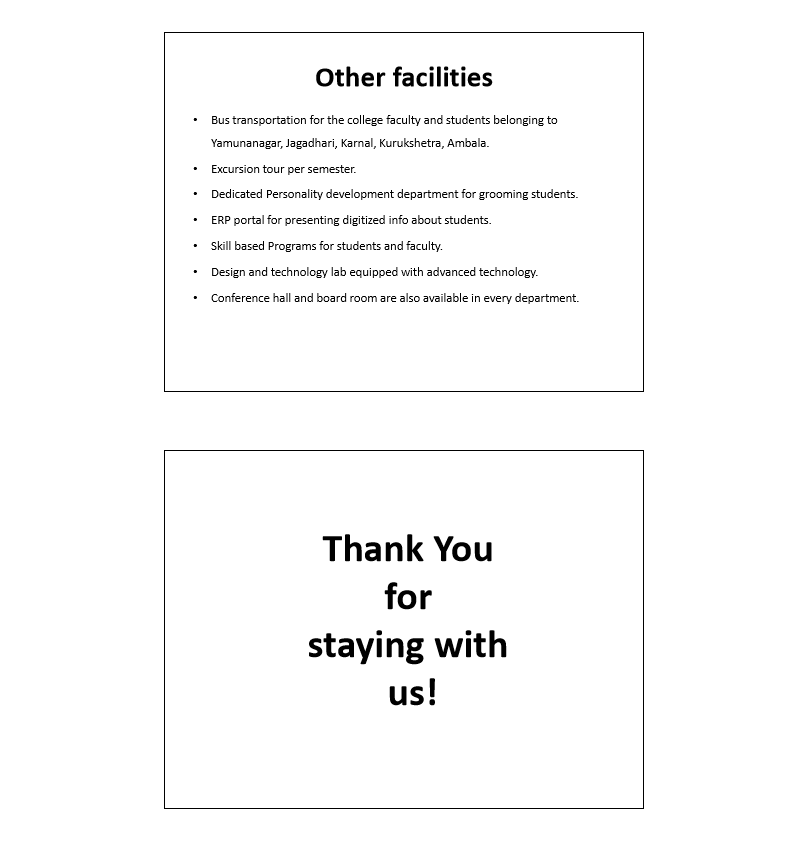 Other facilities
• Bus transportation for the college faculty and students belonging to
Yamunanagar, Jagadhari, Karnal, Kurukshetra, Ambala.
• Excursion tour per semester.
• Dedicated Personality development department for grooming students.
• ERP portal for presenting digitized info about students.
• Skill based Programs for students and faculty.
• Design and technology lab equipped with advanced technology.
• Conference hall and board room are also available in every department.
Thank You
for
staying with
us!